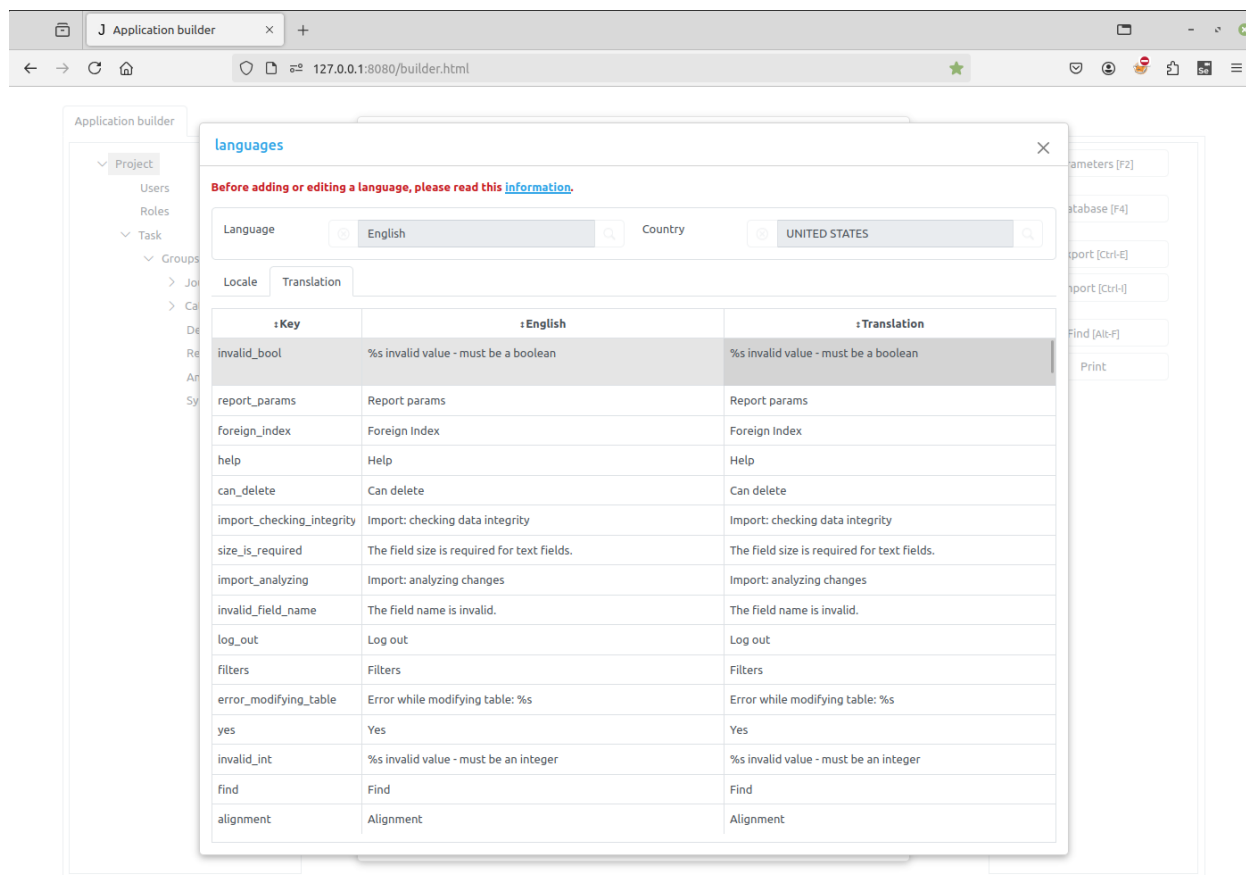 J Application builder
127.0.0.1:8080/builder.html
Application builder
Project
Users
Roles
Task
Groups
Jo
Ca
De
Re
An
Sy
languages
Before adding or editing a language, please read this information.
Language English Country UNITED STATES
Locale Translation
Key English Translation
invalid_bool %s invalid value - must be a boolean %s invalid value - must be a boolean
report_params Report params Report params
foreign_index Foreign Index Foreign Index
help Help Help
can_delete Can delete Can delete
import_checking_integrity Import: checking data integrity Import: checking data integrity
size_is_required The field size is required for text fields. The field size is required for text fields.
import_analyzing Import: analyzing changes Import: analyzing changes
invalid_field_name The field name is invalid. The field name is invalid.
log_out Log out Log out
filters Filters Filters
error_modifying_table Error while modifying table: %s Error while modifying table: %s
yes Yes Yes
invalid_int %s invalid value - must be an integer %s invalid value - must be an integer
find Find Find
alignment Alignment Alignment
rameters [F2]
atabase [F4]
xport [Ctrl-E]
nport [Ctrl-I]
Find [Alt-F]
Print